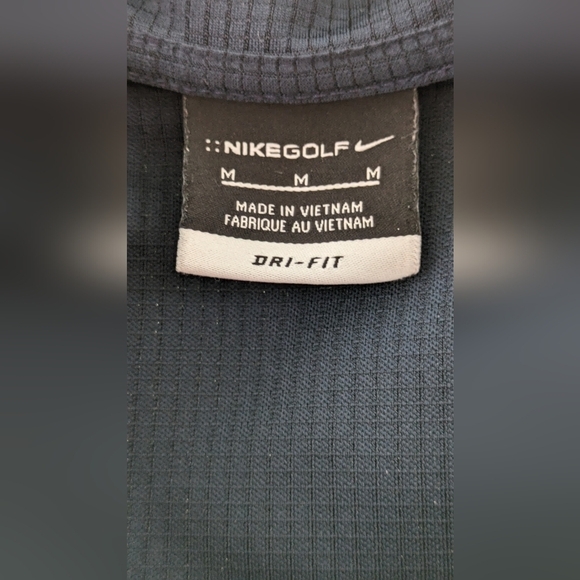 ::NIKEGOLF
M M M
MADE IN VIETNAM
FABRIQUE AU VIETNAM
DRI-FIT